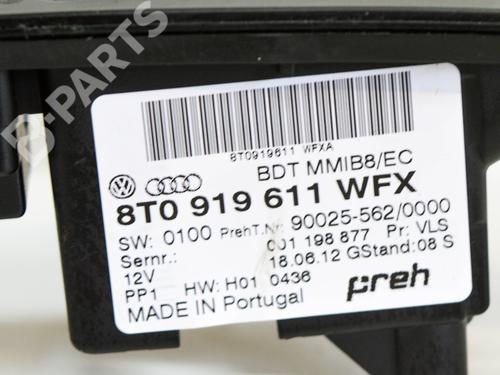 B-PARTS
8T0919611 WFXA
BDT MMIB8/EC
8T0 919 611 WFX
SW: 0100 PrehT.Nr: 90025-562/0000
Sernr.: 001 198 877 Pr: VLS
12V 18.06.12 GStand: 08 S
PP1 HW: H01 0436
MADE IN Portugal
preh